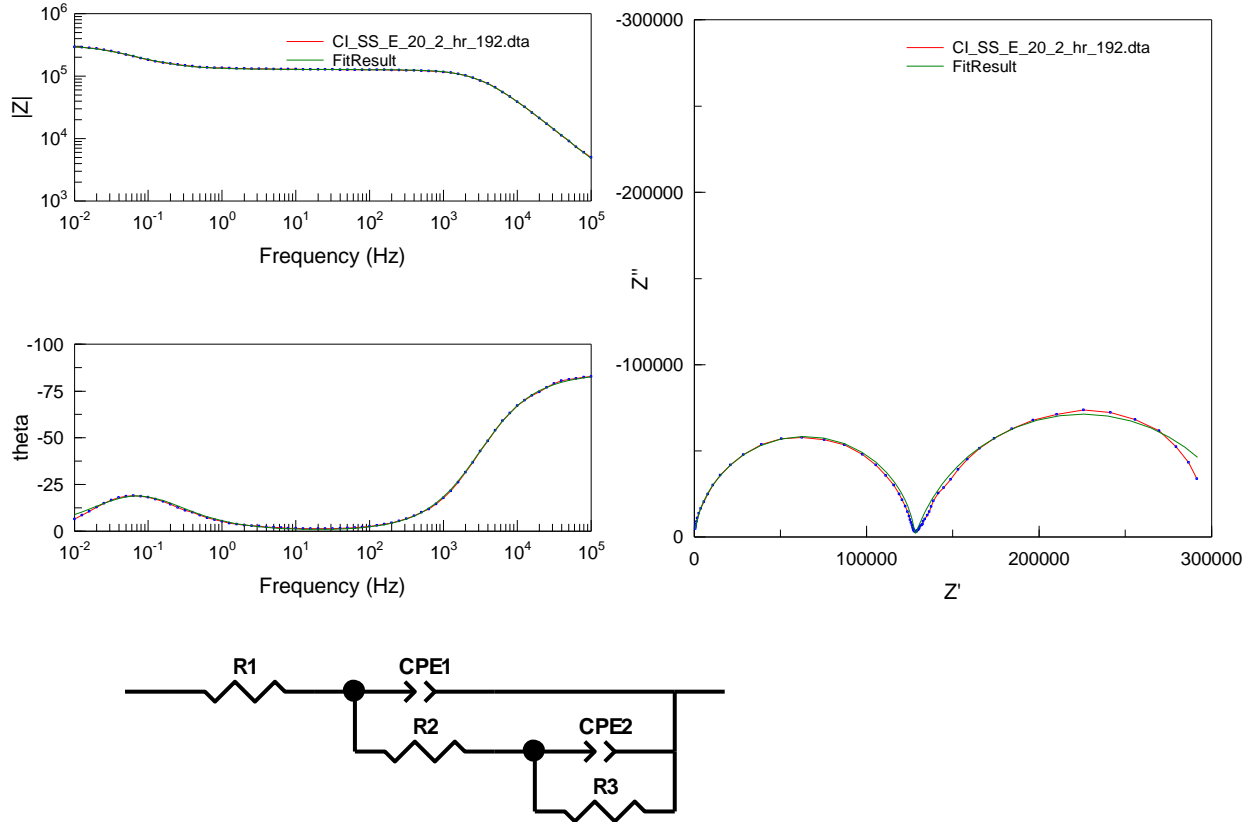 10^6
10^5
10^4
10^3
|Z|
CI_SS_E_20_2_hr_192.dta
FitResult
10^-2 10^-1 10^0 10^1 10^2 10^3 10^4 10^5
Frequency (Hz)
-100
-75
-50
-25
0
theta
10^-2 10^-1 10^0 10^1 10^2 10^3 10^4 10^5
Frequency (Hz)
-300000
-200000
-100000
0
Z''
CI_SS_E_20_2_hr_192.dta
FitResult
0 100000 200000 300000
Z'
R1 CPE1
R2 CPE2
R3